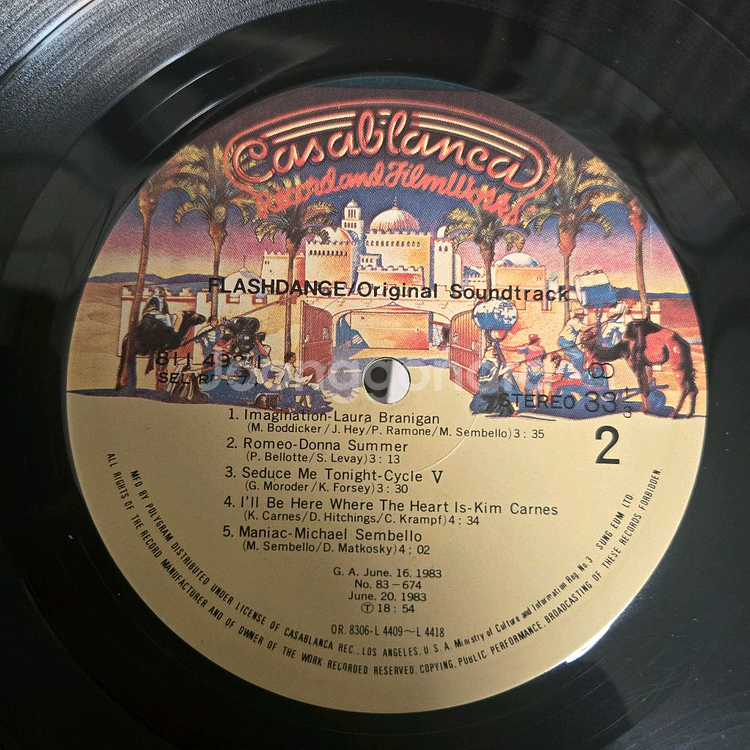 Casablanca
Record and FilmWorks
FLASHDANCE/Original Soundtrack
STEREO 33 1/3
2
1. Imagination-Laura Branigan
(M. Boddicker/J. Hey/P. Ramone/M. Sembello) 3 : 35
2. Romeo-Donna Summer
(P. Bellotte/S. Levay) 3 : 13
3. Seduce Me Tonight-Cycle V
(G. Moroder/K. Forsey) 3 : 30
4. I'll Be Here Where The Heart Is-Kim Carnes
(K. Carnes/D. Hitchings/C. Krampf) 4 : 34
5. Maniac-Michael Sembello
(M. Sembello/D. Matkosky) 4 : 02
G. A. June. 16. 1983
No. 83-674
June. 20. 1983
Ⓣ 18 : 54
OR. 8306-L 4409~L 4418
MFD BY POLYGRAM. DISTRIBUTED UNDER LICENSE OF CASABLANCA REC., LOS ANGELES, U. S. A. Ministry of Culture and Information Reg. No. 3 SUNG EUM LTD.
ALL RIGHTS OF THE RECORD MANUFACTURER AND OF OWNER OF THE WORK RECORDED RESERVED. COPYING, PUBLIC PERFORMANCE, BROADCASTING OF THESE RECORDS FORBIDDEN.